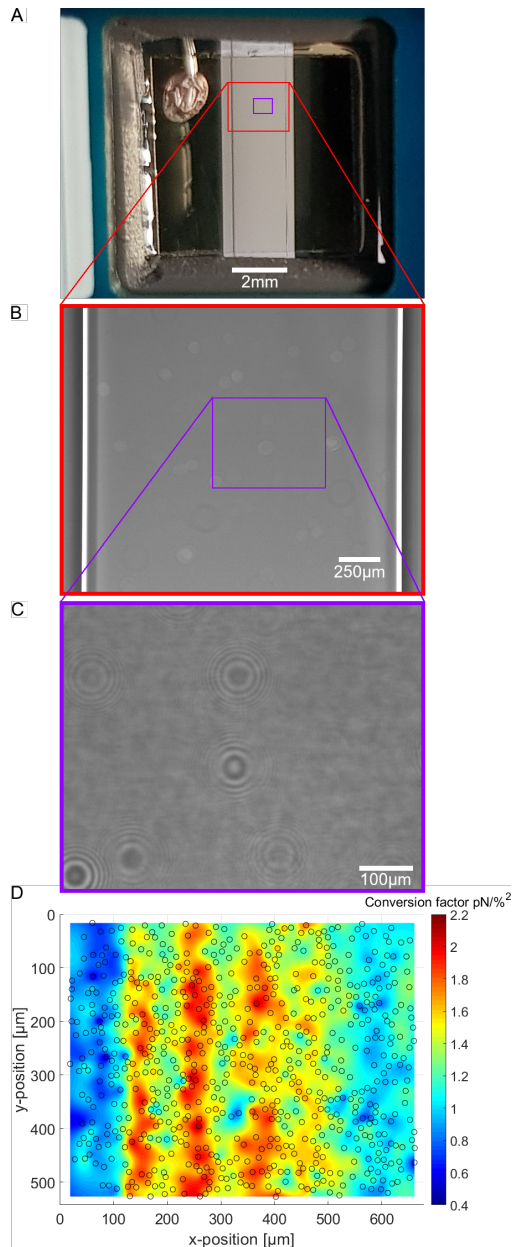 A
2mm
B
250µm
C
100µm
D
Conversion factor pN/%²
0
100
200
300
400
500
y-position [µm]
0
100
200
300
400
500
600
x-position [µm]
2.2
2
1.8
1.6
1.4
1.2
1
0.8
0.6
0.4